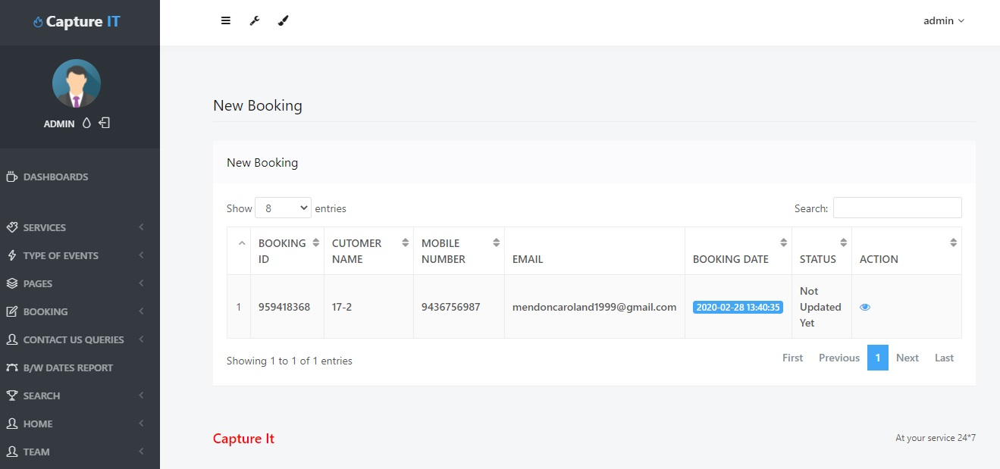 Capture IT
admin
ADMIN
DASHBOARDS
SERVICES
TYPE OF EVENTS
PAGES
BOOKING
CONTACT US QUERIES
B/W DATES REPORT
SEARCH
HOME
TEAM
New Booking
New Booking
Show 8 entries
Search:
BOOKING ID
CUTOMER NAME
MOBILE NUMBER
EMAIL
BOOKING DATE
STATUS
ACTION
1
959418368
17-2
9436756987
mendoncaroland1999@gmail.com
2020-02-28 13:40:35
Not
Updated
Yet
Showing 1 to 1 of 1 entries
First Previous 1 Next Last
Capture It
At your service 24*7